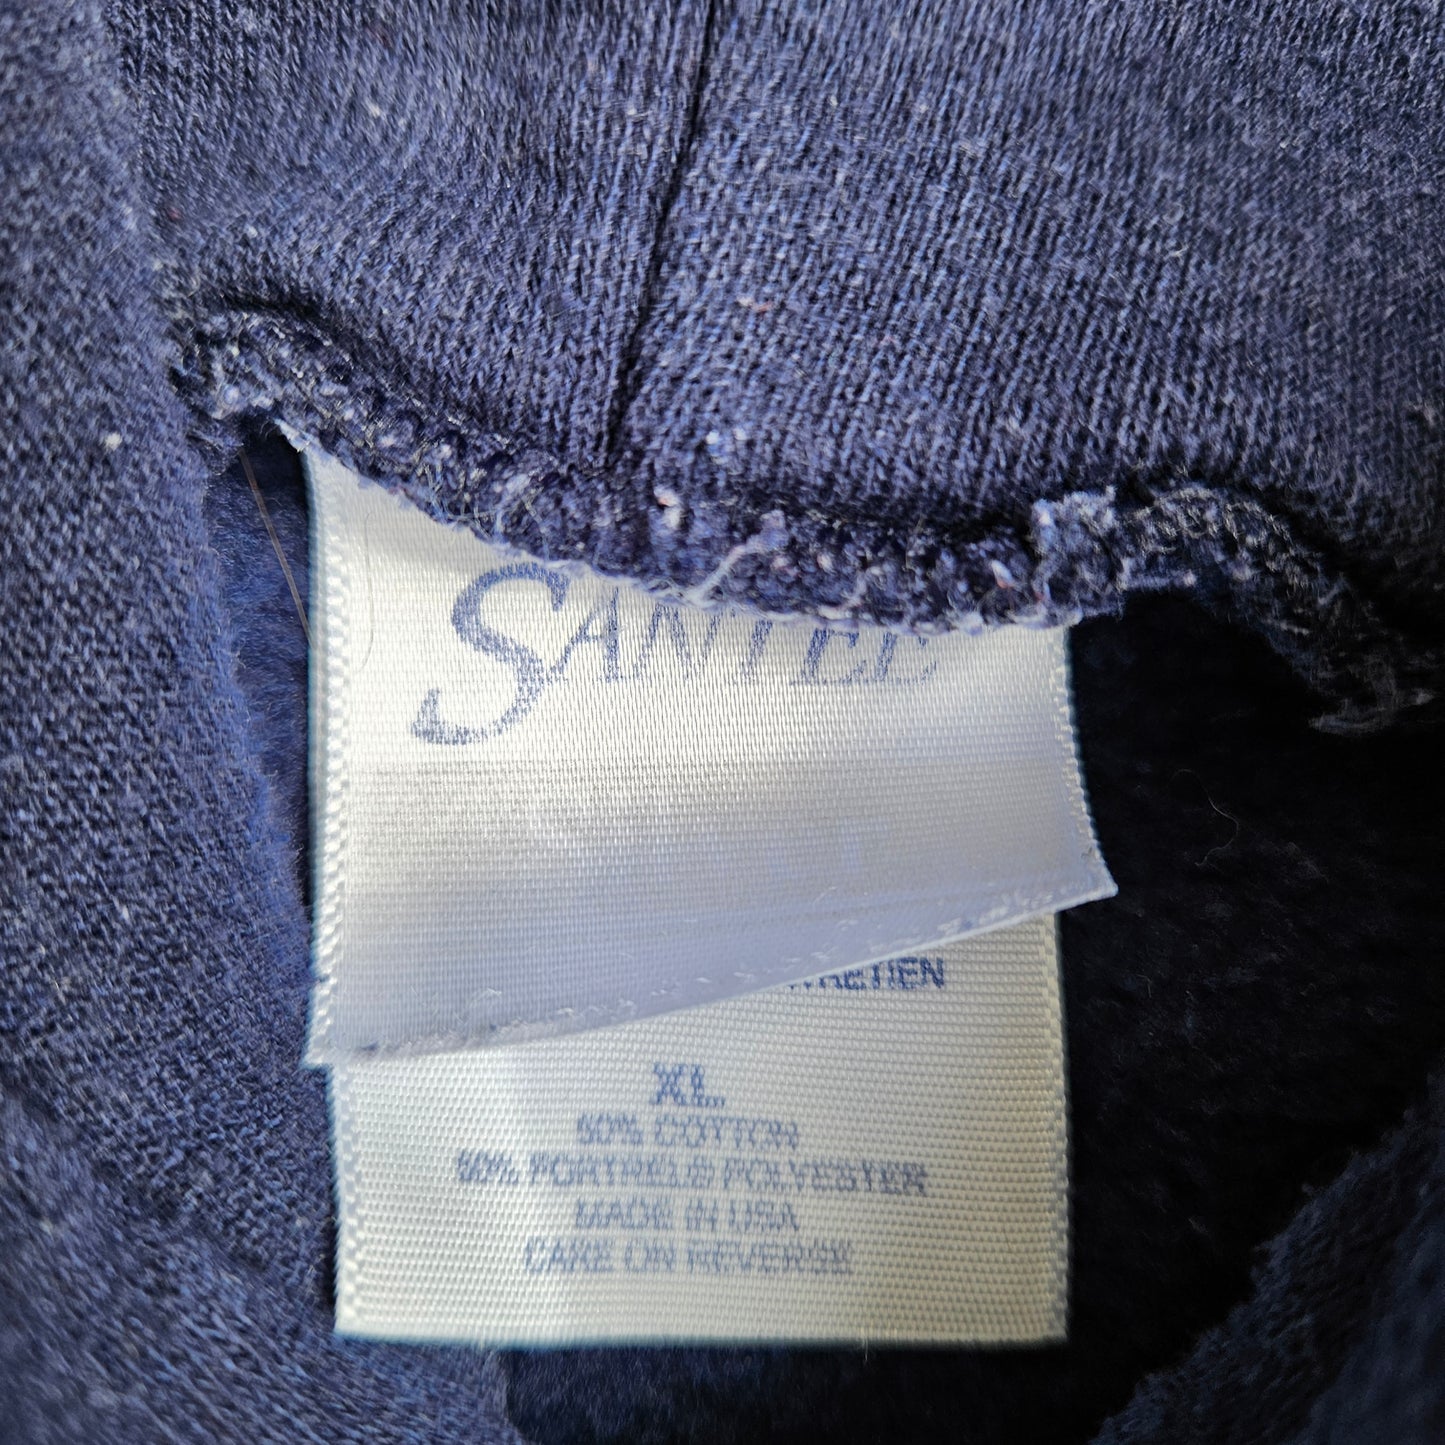 SANTEE
XL
50% COTTON
50% FORTREL® POLYESTER
MADE IN USA
CARE ON REVERSE